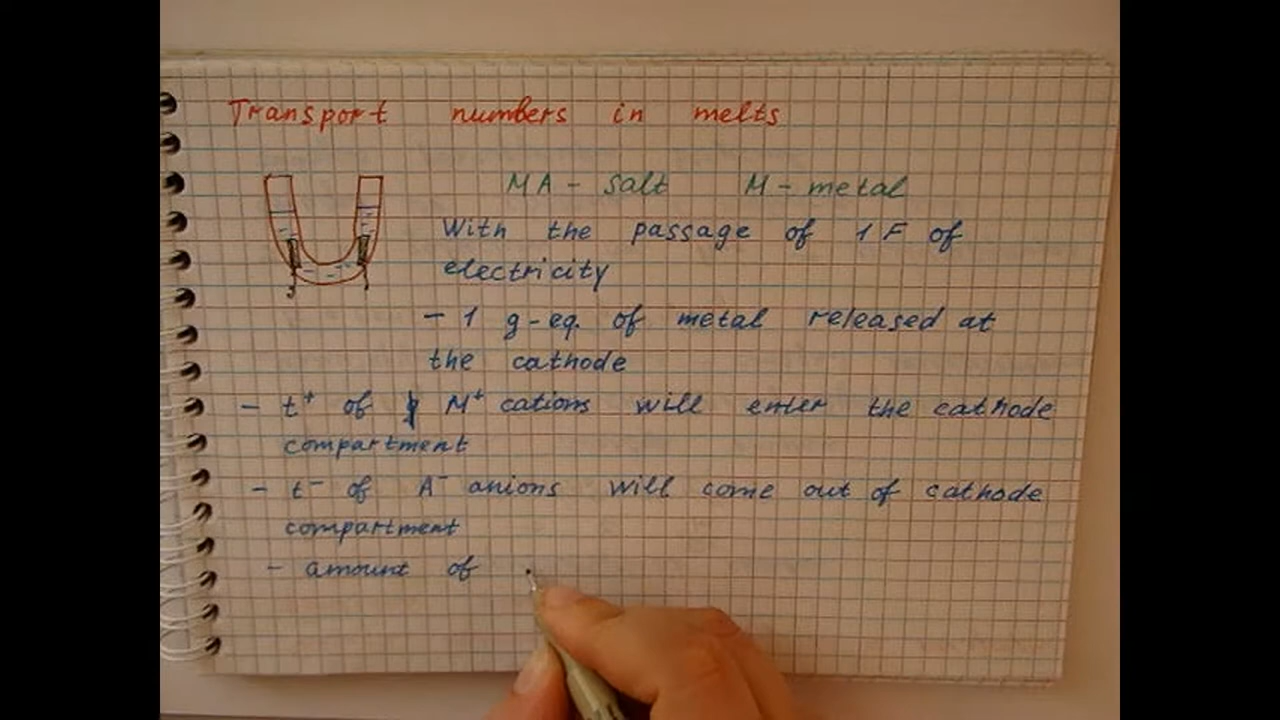 Transport numbers in melts
MA - salt M - metal
With the passage of 1 F of
electricity
- 1 g-eq. of metal released at
the cathode
- t⁺ of M⁺ cations will enter the cathode
compartment
- t⁻ of A⁻ anions will come out of cathode
compartment
- amount of